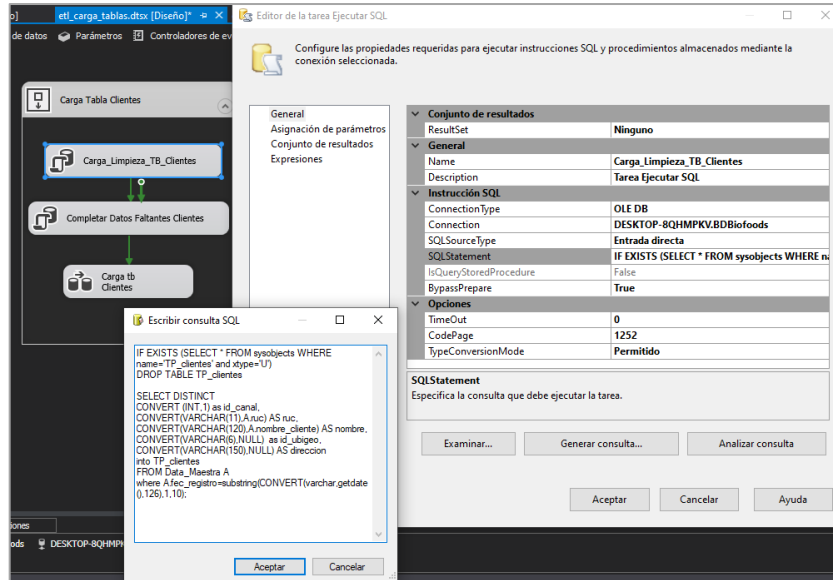 o]
etl_carga_tablas.dtsx [Diseño]*
de datos
Parámetros
Controladores de ev
Carga Tabla Clientes
Carga_Limpieza_TB_Clientes
Completar Datos Faltantes Clientes
Carga tb
Clientes
Editor de la tarea Ejecutar SQL
Configure las propiedades requeridas para ejecutar instrucciones SQL y procedimientos almacenados mediante la
conexión seleccionada.
General
Asignación de parámetros
Conjunto de resultados
Expresiones
Conjunto de resultados
ResultSet Ninguno
General
Name Carga_Limpieza_TB_Clientes
Description Tarea Ejecutar SQL
Instrucción SQL
ConnectionType OLE DB
Connection DESKTOP-8QHMPKV.BDBiofoods
SQLSourceType Entrada directa
SQLStatement IF EXISTS (SELECT * FROM sysobjects WHERE na
IsQueryStoredProcedure False
BypassPrepare True
Opciones
TimeOut 0
CodePage 1252
TypeConversionMode Permitido
SQLStatement
Especifica la consulta que debe ejecutar la tarea.
Examinar...
Generar consulta...
Analizar consulta
Aceptar
Cancelar
Ayuda
Escribir consulta SQL
IF EXISTS (SELECT * FROM sysobjects WHERE
name='TP_clientes' and xtype='U')
DROP TABLE TP_clientes
SELECT DISTINCT
CONVERT (INT,1) as id_canal,
CONVERT(VARCHAR(11),A.ruc) AS ruc,
CONVERT(VARCHAR(120),A.nombre_cliente) AS nombre,
CONVERT(VARCHAR(6),NULL) as id_ubigeo,
CONVERT(VARCHAR(150),NULL) AS direccion
into TP_clientes
FROM Data_Maestra A
where A.fec_registro=substring(CONVERT(varchar,getdate
(),126),1,10);
Aceptar
Cancelar
iones
ods
DESKTOP-8QHMPK